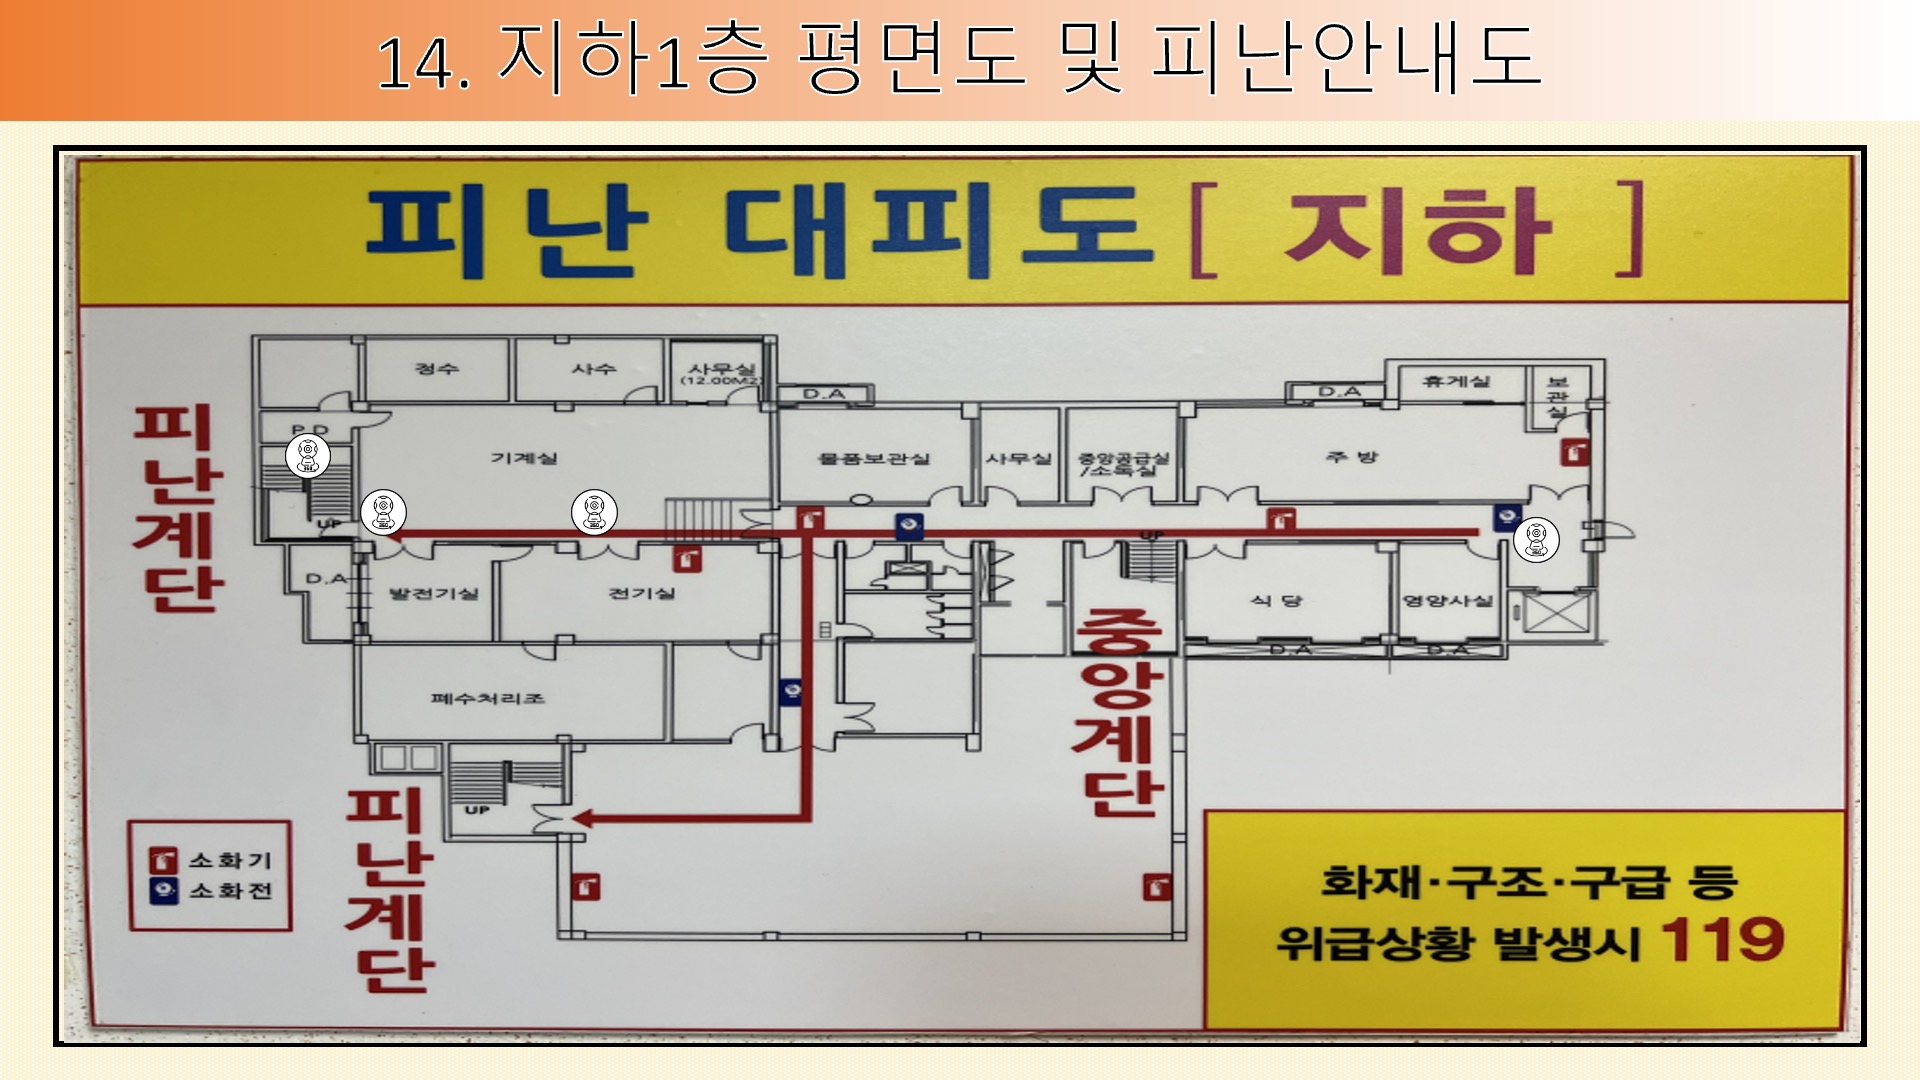 14. 지하1층 평면도 및 피난안내도
피난 대피도 [ 지하 ]
정수
사수
사무실
(12.00M2)
D.A
D.A
휴게실
보관실
P.D
기계실
물품보관실
사무실
중앙공급실
/소독실
주 방
피난계단
UP
UP
D.A
발전기실
전기실
식 당
영양사실
D.A
D.A
중앙계단
폐수처리조
피난계단
UP
소화기
소화전
화재·구조·구급 등
위급상황 발생시 119